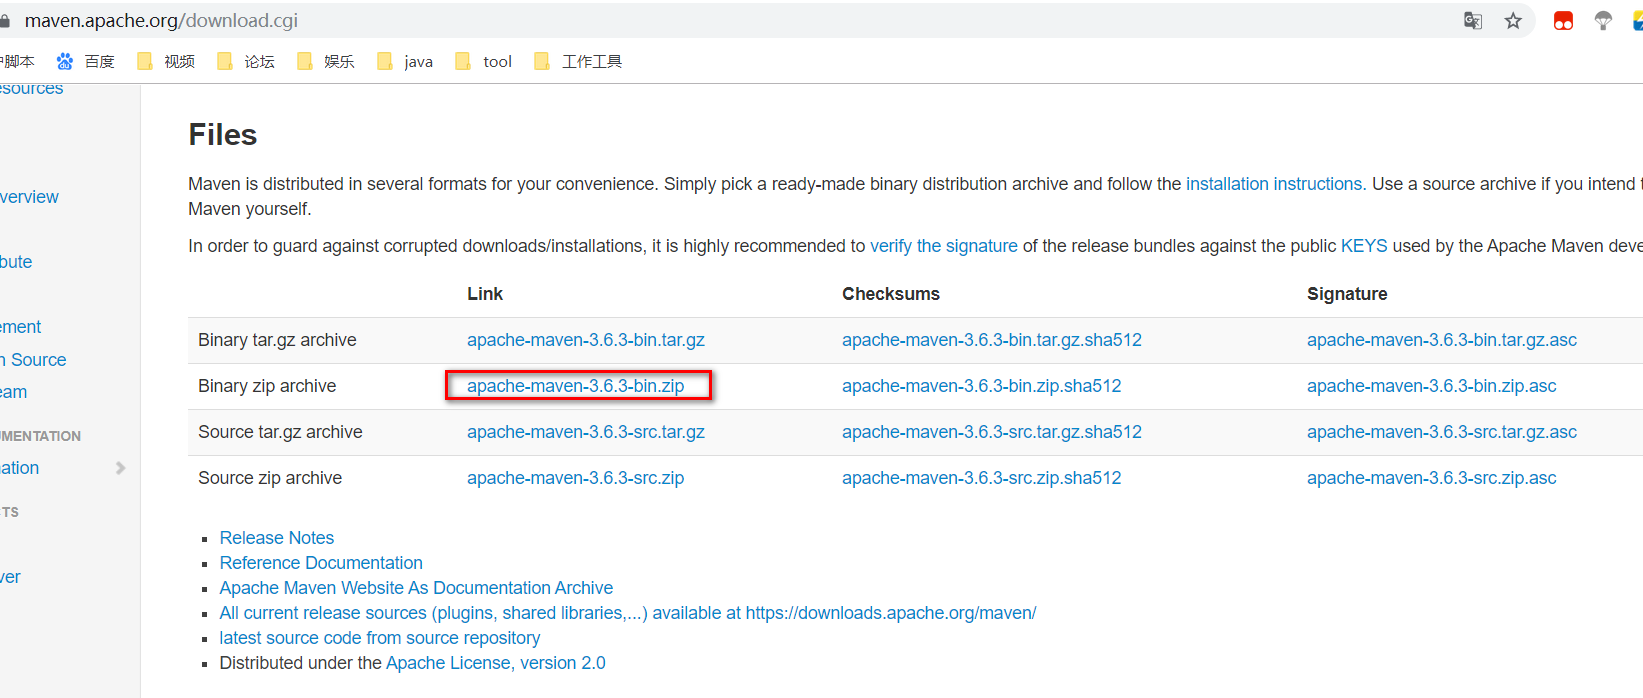 maven.apache.org/download.cgi
户脚本 百度 视频 论坛 娱乐 java tool 工作工具
esources
Files
Maven is distributed in several formats for your convenience. Simply pick a ready-made binary distribution archive and follow the installation instructions. Use a source archive if you intend t
Maven yourself.
verview
In order to guard against corrupted downloads/installations, it is highly recommended to verify the signature of the release bundles against the public KEYS used by the Apache Maven deve
bute
Link Checksums Signature
ement
Binary tar.gz archive apache-maven-3.6.3-bin.tar.gz apache-maven-3.6.3-bin.tar.gz.sha512 apache-maven-3.6.3-bin.tar.gz.asc
n Source
Binary zip archive apache-maven-3.6.3-bin.zip apache-maven-3.6.3-bin.zip.sha512 apache-maven-3.6.3-bin.zip.asc
eam
Source tar.gz archive apache-maven-3.6.3-src.tar.gz apache-maven-3.6.3-src.tar.gz.sha512 apache-maven-3.6.3-src.tar.gz.asc
UMENTATION
ation
Source zip archive apache-maven-3.6.3-src.zip apache-maven-3.6.3-src.zip.sha512 apache-maven-3.6.3-src.zip.asc
CTS
Release Notes
Reference Documentation
ver
Apache Maven Website As Documentation Archive
All current release sources (plugins, shared libraries,...) available at https://downloads.apache.org/maven/
latest source code from source repository
Distributed under the Apache License, version 2.0